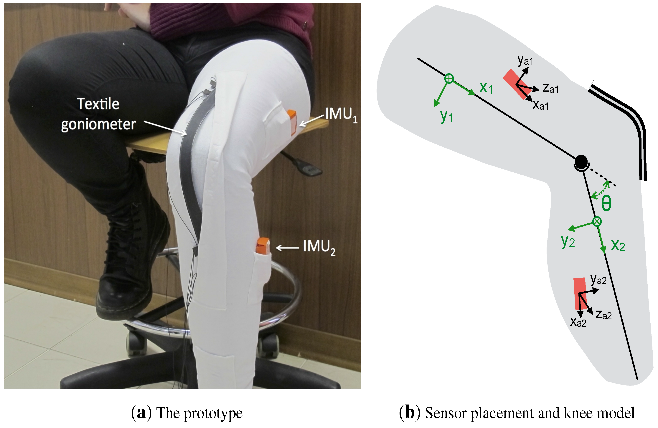 Textile
goniometer
IMU1
IMU2
ya1
x1
za1
xa1
y1
θ
y2
x2
ya2
xa2
za2
(a) The prototype
(b) Sensor placement and knee model